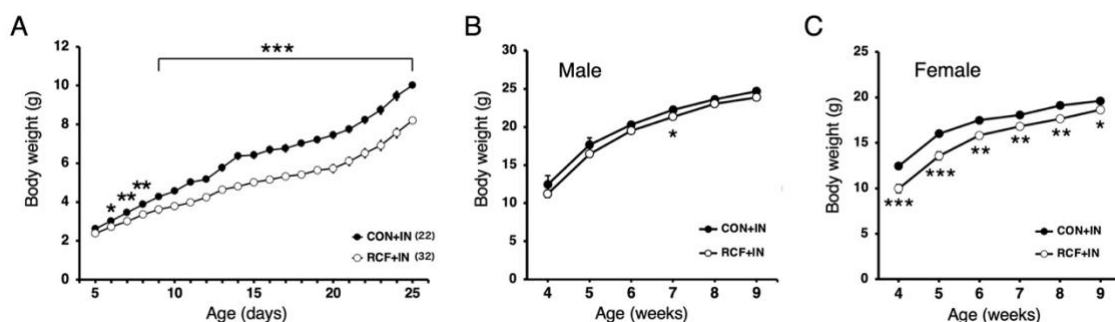 A
Body weight (g)
12
10
8
6
4
2
0
***
*
**
**
CON+IN (22)
RCF+IN (32)
5
10
15
20
25
Age (days)
B
Male
Body weight (g)
30
25
20
15
10
5
0
*
CON+IN
RCF+IN
4 5 6 7 8 9
Age (weeks)
C
Female
Body weight (g)
25
20
15
10
5
0
***
***
**
**
**
*
CON+IN
RCF+IN
4 5 6 7 8 9
Age (weeks)